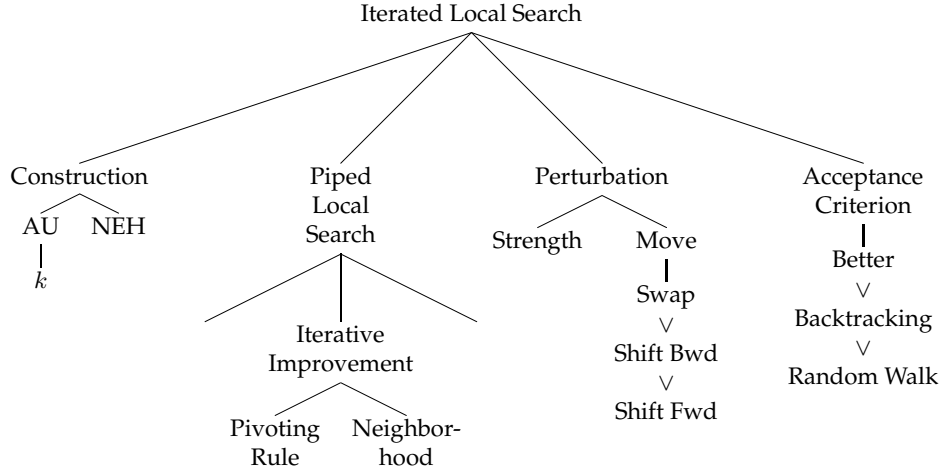 Iterated Local Search
Construction
AU NEH
k
Piped
Local
Search
Iterative
Improvement
Pivoting
Rule
Neighbor-
hood
Perturbation
Strength
Move
Swap
∨
Shift Bwd
∨
Shift Fwd
Acceptance
Criterion
Better
∨
Backtracking
∨
Random Walk